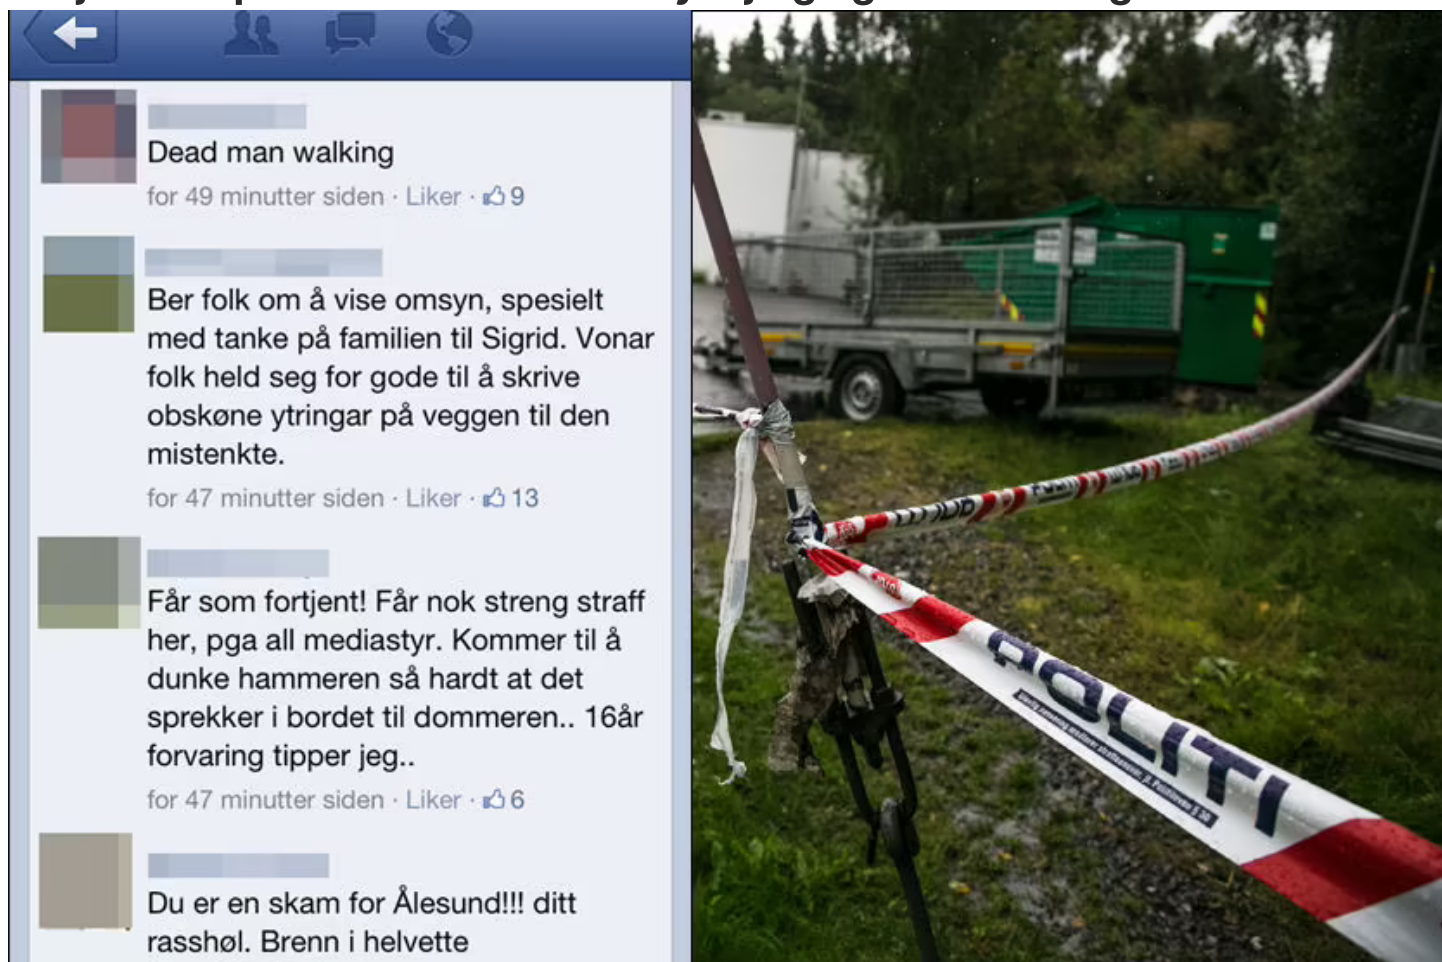 Dead man walking
for 49 minutter siden · Liker · 9
Ber folk om å vise omsyn, spesielt
med tanke på familien til Sigrid. Vonar
folk held seg for gode til å skrive
obskøne ytringar på veggen til den
mistenkte.
for 47 minutter siden · Liker · 13
Får som fortjent! Får nok streng straff
her, pga all mediastyr. Kommer til å
dunke hammeren så hardt at det
sprekker i bordet til dommeren.. 16år
forvaring tipper jeg..
for 47 minutter siden · Liker · 6
Du er en skam for Ålesund!!! ditt
rasshøl. Brenn i helvette
POLITI